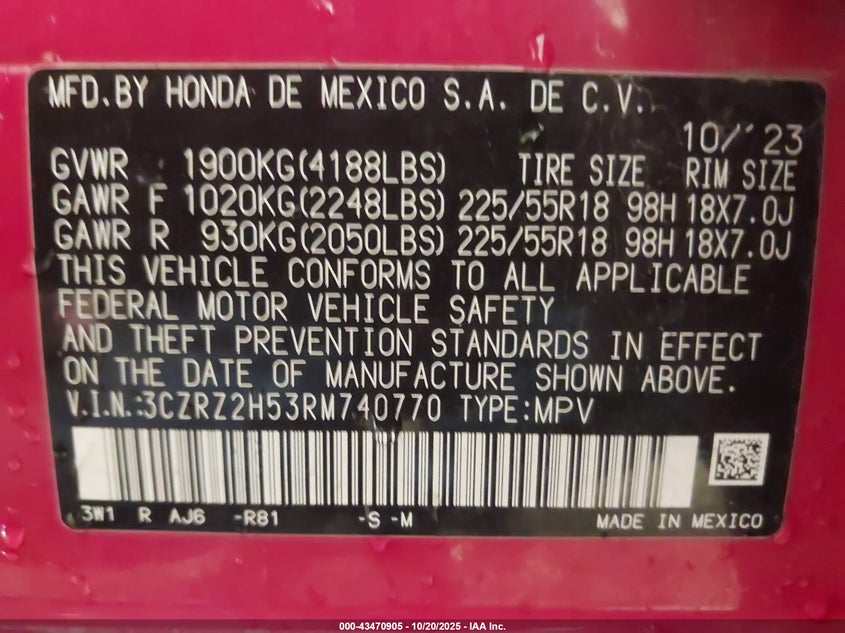 MFD.BY HONDA DE MEXICO S.A. DE C.V.
10/'23
GVWR 1900KG(4188LBS) TIRE SIZE RIM SIZE
GAWR F 1020KG(2248LBS) 225/55R18 98H 18X7.0J
GAWR R 930KG(2050LBS) 225/55R18 98H 18X7.0J
THIS VEHICLE CONFORMS TO ALL APPLICABLE
FEDERAL MOTOR VEHICLE SAFETY
AND THEFT PREVENTION STANDARDS IN EFFECT
ON THE DATE OF MANUFACTURE SHOWN ABOVE.
V.I.N.:3CZRZ2H53RM740770 TYPE:MPV
3W1 R AJ6 -R81 -S -M MADE IN MEXICO
000-43470905 - 10/20/2025 - IAA Inc.